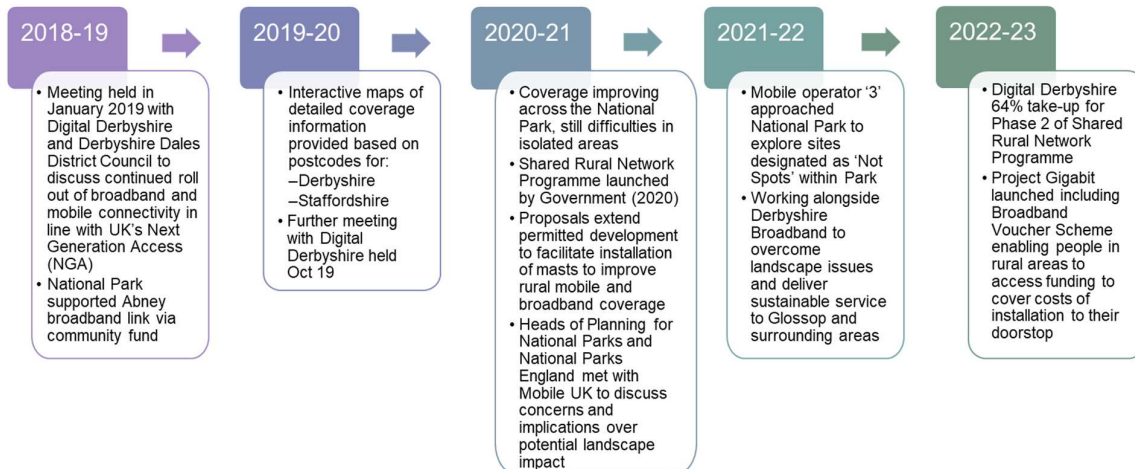 2018-19
• Meeting held in
January 2019 with
Digital Derbyshire
and Derbyshire Dales
District Council to
discuss continued roll
out of broadband and
mobile connectivity in
line with UK's Next
Generation Access
(NGA)
• National Park
supported Abney
broadband link via
community fund
2019-20
• Interactive maps of
detailed coverage
information
provided based on
postcodes for:
–Derbyshire
–Staffordshire
• Further meeting
with Digital
Derbyshire held
Oct 19
2020-21
• Coverage improving
across the National
Park, still difficulties in
isolated areas
• Shared Rural Network
Programme launched
by Government (2020)
• Proposals extend
permitted development
to facilitate installation
of masts to improve
rural mobile and
broadband coverage
• Heads of Planning for
National Parks and
National Parks
England met with
Mobile UK to discuss
concerns and
implications over
potential landscape
impact
2021-22
• Mobile operator ‘3’
approached
National Park to
explore sites
designated as ‘Not
Spots’ within Park
• Working alongside
Derbyshire
Broadband to
overcome
landscape issues
and deliver
sustainable service
to Glossop and
surrounding areas
2022-23
• Digital Derbyshire
64% take-up for
Phase 2 of Shared
Rural Network
Programme
• Project Gigabit
launched including
Broadband
Voucher Scheme
enabling people in
rural areas to
access funding to
cover costs of
installation to their
doorstop